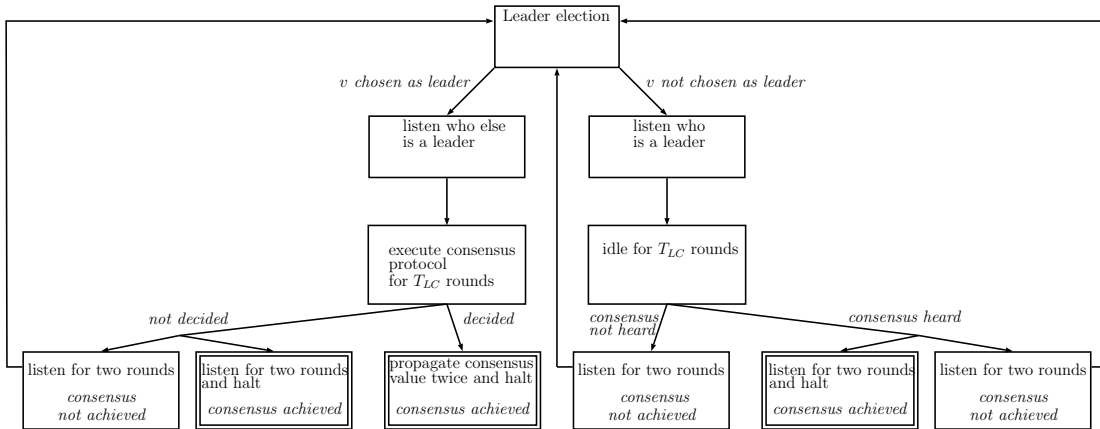 Leader election
v chosen as leader
v not chosen as leader
listen who else
is a leader
listen who
is a leader
execute consensus
protocol
for T_{LC} rounds
idle for T_{LC} rounds
not decided
decided
consensus
not heard
consensus heard
listen for two rounds
consensus
not achieved
listen for two rounds
and halt
consensus achieved
propagate consensus
value twice and halt
consensus achieved
listen for two rounds
consensus
not achieved
listen for two rounds
and halt
consensus achieved
listen for two rounds
consensus
not achieved